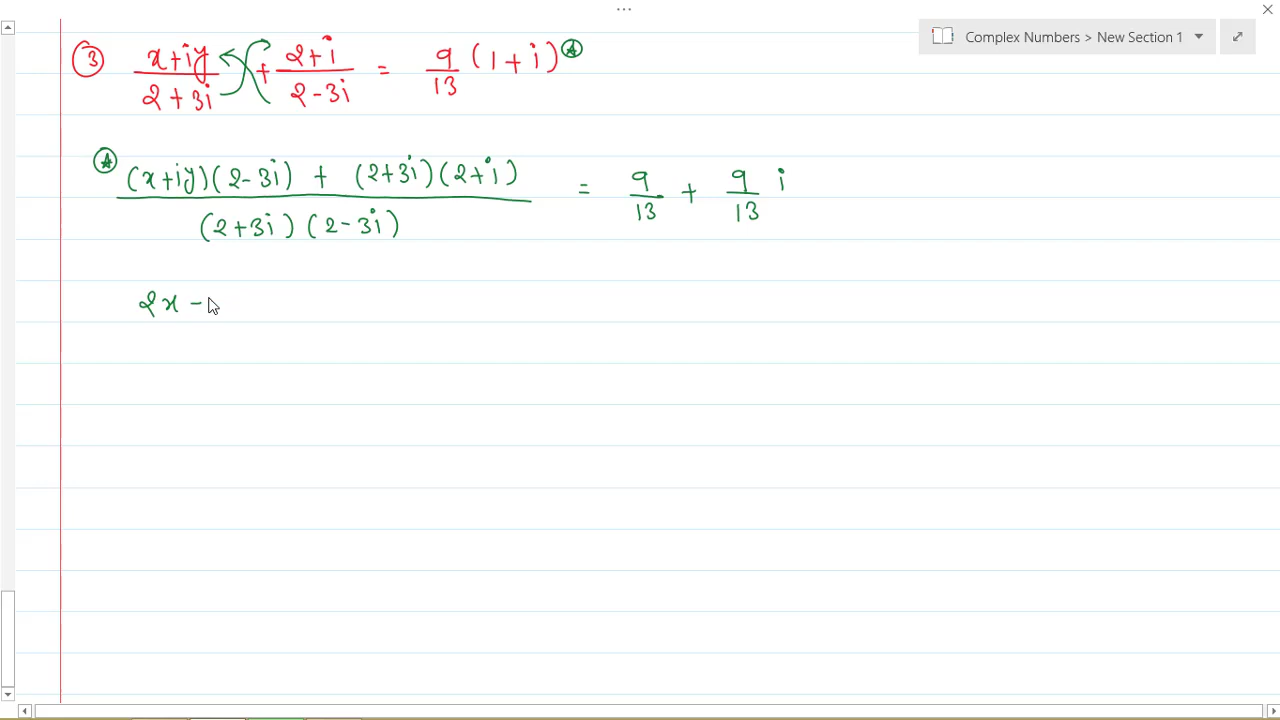 ...
Complex Numbers > New Section 1
③ (x+iy)/(2+3i) + (2+i)/(2-3i) = 9/13 (1+i) ☆
☆ ((x+iy)(2-3i) + (2+3i)(2+i))/((2+3i)(2-3i)) = 9/13 + 9/13 i
2x -